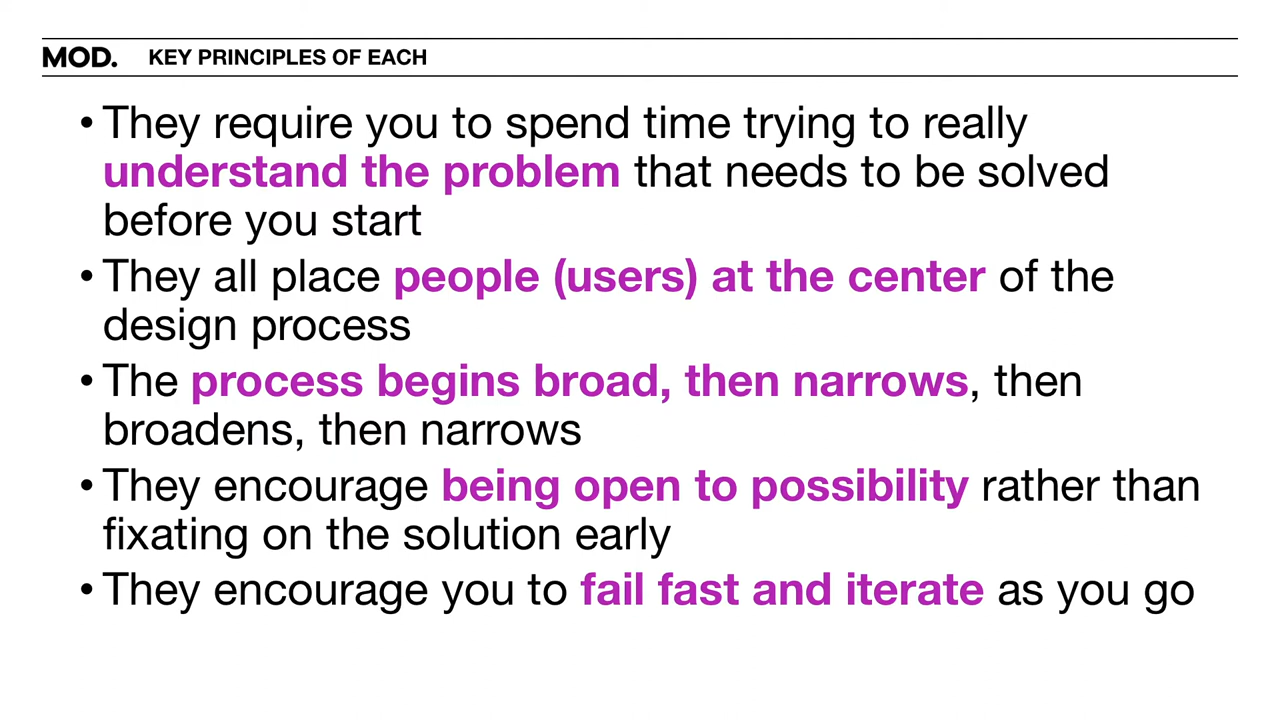 MOD. KEY PRINCIPLES OF EACH
• They require you to spend time trying to really
understand the problem that needs to be solved
before you start
• They all place people (users) at the center of the
design process
• The process begins broad, then narrows, then
broadens, then narrows
• They encourage being open to possibility rather than
fixating on the solution early
• They encourage you to fail fast and iterate as you go